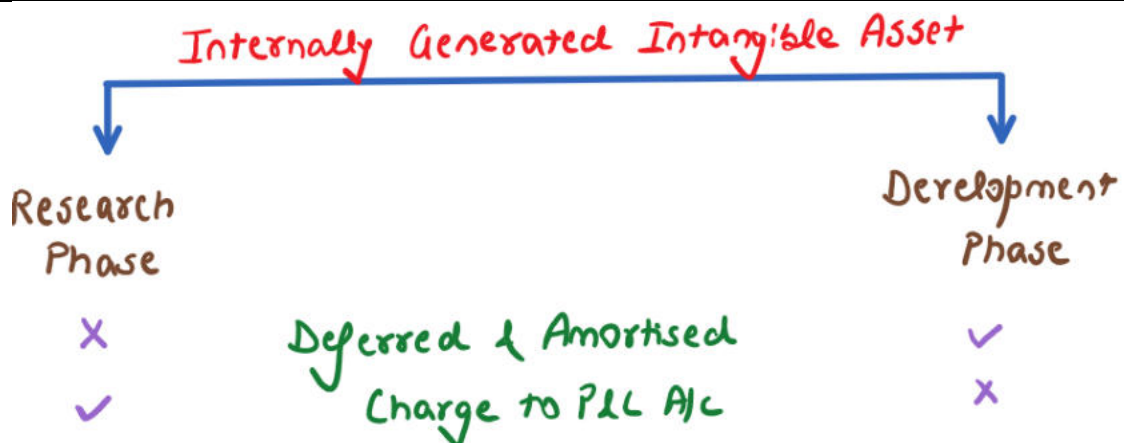 Internally Generated Intangible Asset
Research Phase
Development Phase
X Deferred & Amortised ✓
✓ Charge to P&L A/c X